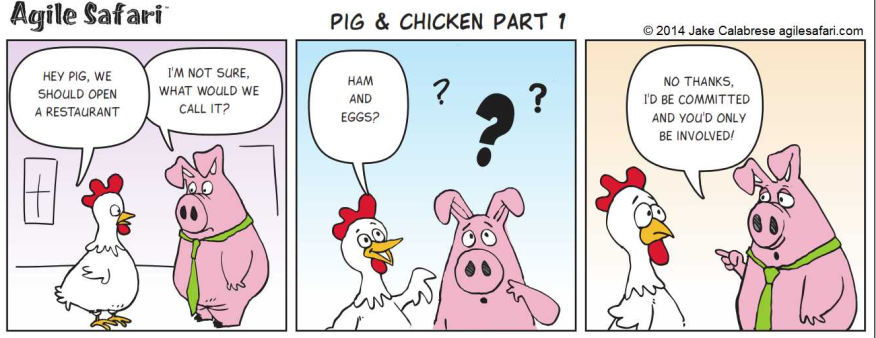 Agile Safari™
PIG & CHICKEN PART 1
© 2014 Jake Calabrese agilesafari.com
HEY PIG, WE
SHOULD OPEN
A RESTAURANT
I'M NOT SURE,
WHAT WOULD WE
CALL IT?
HAM
AND
EGGS?
?
?
?
NO THANKS,
I'D BE COMMITTED
AND YOU'D ONLY
BE INVOLVED!